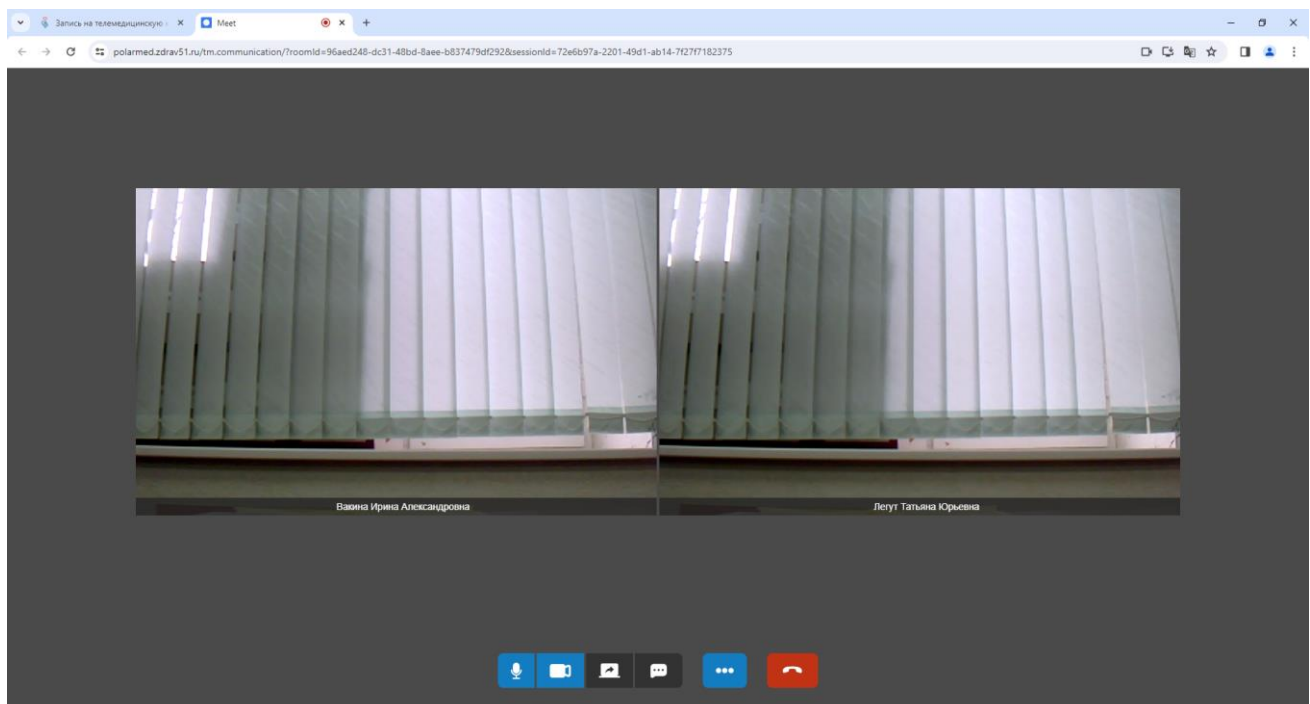 Запись на телемедицинскую
Meet
polarmed.zdrav51.ru/tm.communication/?roomId=96aed248-dc31-48bd-8aee-b837479df292&sessionId=72e6b97a-2201-49d1-ab14-7f27f7182375
Вакина Ирина Александровна
Легут Татьяна Юрьевна